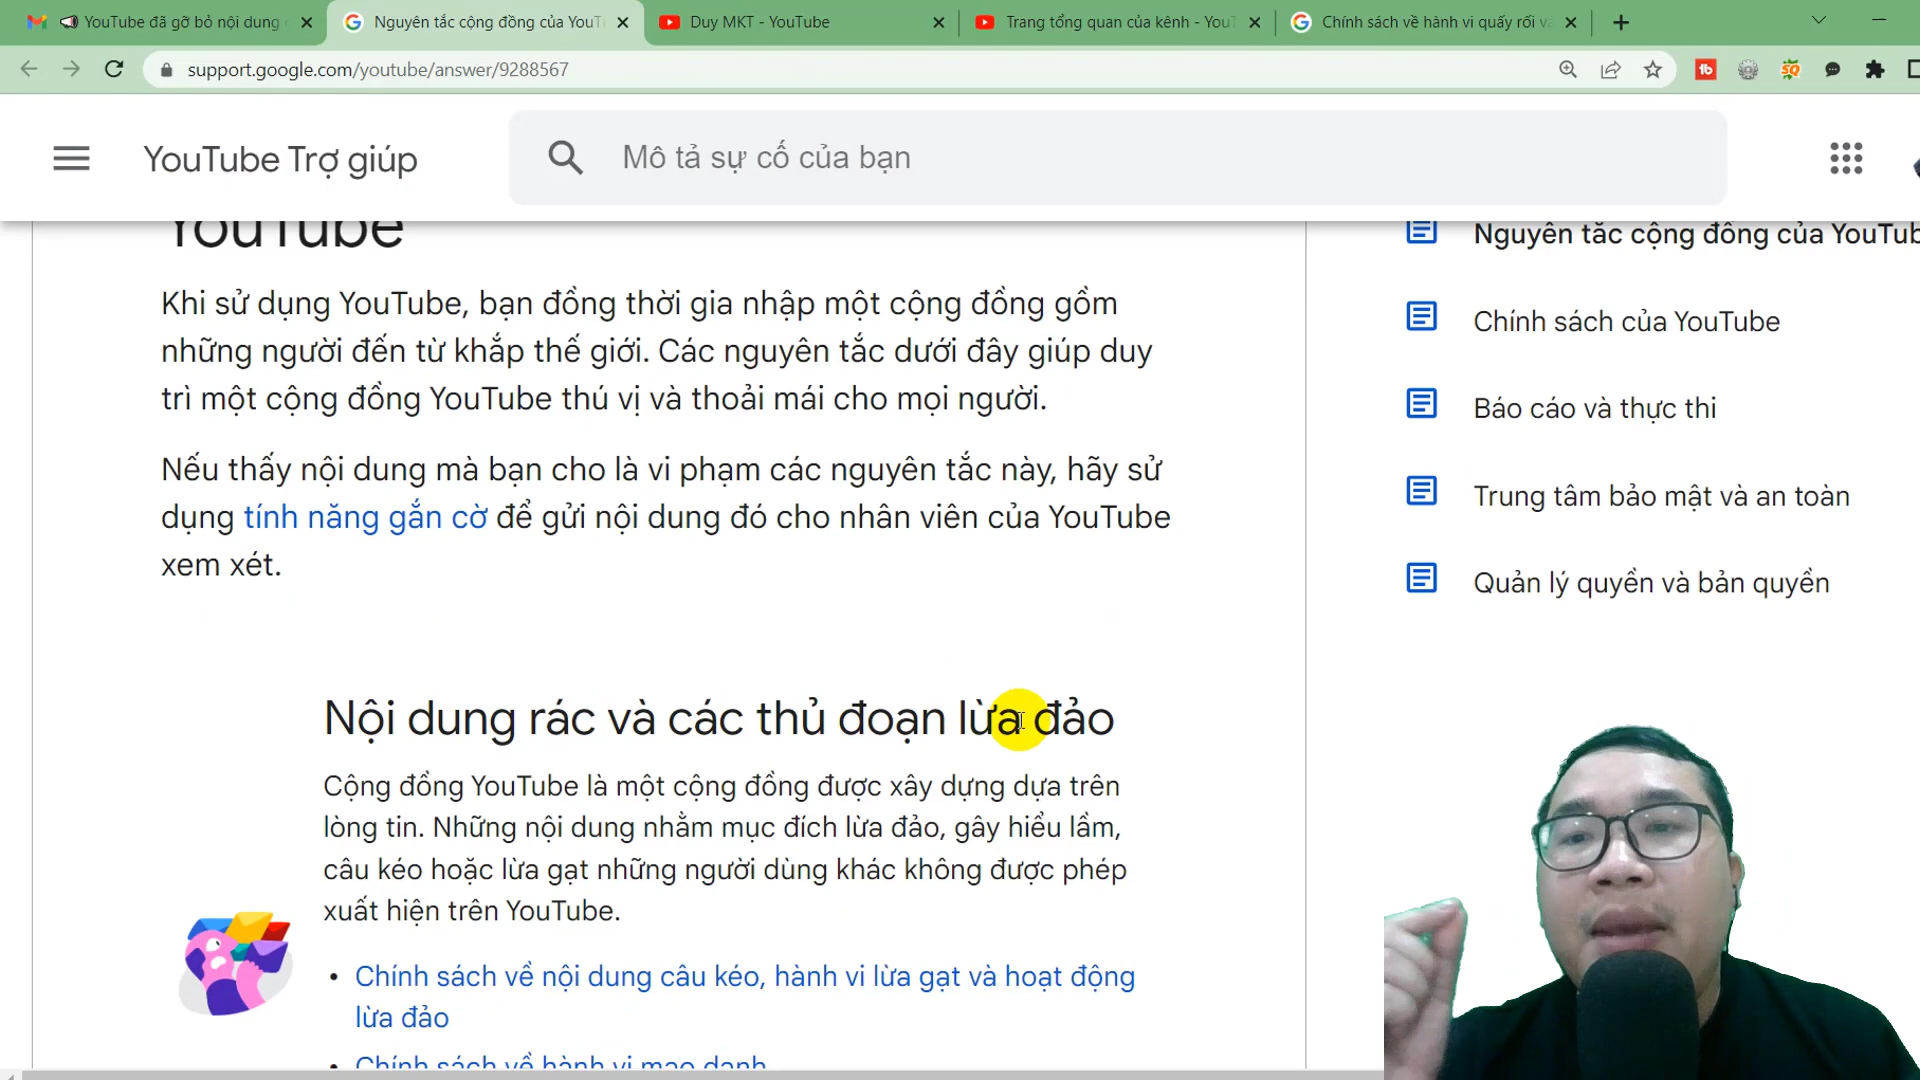 YouTube đã gỡ bỏ nội dung
Nguyên tắc cộng đồng của YouT
Duy MKT - YouTube
Trang tổng quan của kênh - You
Chính sách về hành vi quấy rối
support.google.com/youtube/answer/9288567
YouTube Trợ giúp
Mô tả sự cố của bạn
YouTube
Khi sử dụng YouTube, bạn đồng thời gia nhập một cộng đồng gồm
những người đến từ khắp thế giới. Các nguyên tắc dưới đây giúp duy
trì một cộng đồng YouTube thú vị và thoải mái cho mọi người.
Nếu thấy nội dung mà bạn cho là vi phạm các nguyên tắc này, hãy sử
dụng tính năng gắn cờ để gửi nội dung đó cho nhân viên của YouTube
xem xét.
Nội dung rác và các thủ đoạn lừa đảo
Cộng đồng YouTube là một cộng đồng được xây dựng dựa trên
lòng tin. Những nội dung nhằm mục đích lừa đảo, gây hiểu lầm,
câu kéo hoặc lừa gạt những người dùng khác không được phép
xuất hiện trên YouTube.
• Chính sách về nội dung câu kéo, hành vi lừa gạt và hoạt động
lừa đảo
• Chính sách về hành vi mạo danh
Nguyên tắc cộng đồng của YouTub
Chính sách của YouTube
Báo cáo và thực thi
Trung tâm bảo mật và an toàn
Quản lý quyền và bản quyền